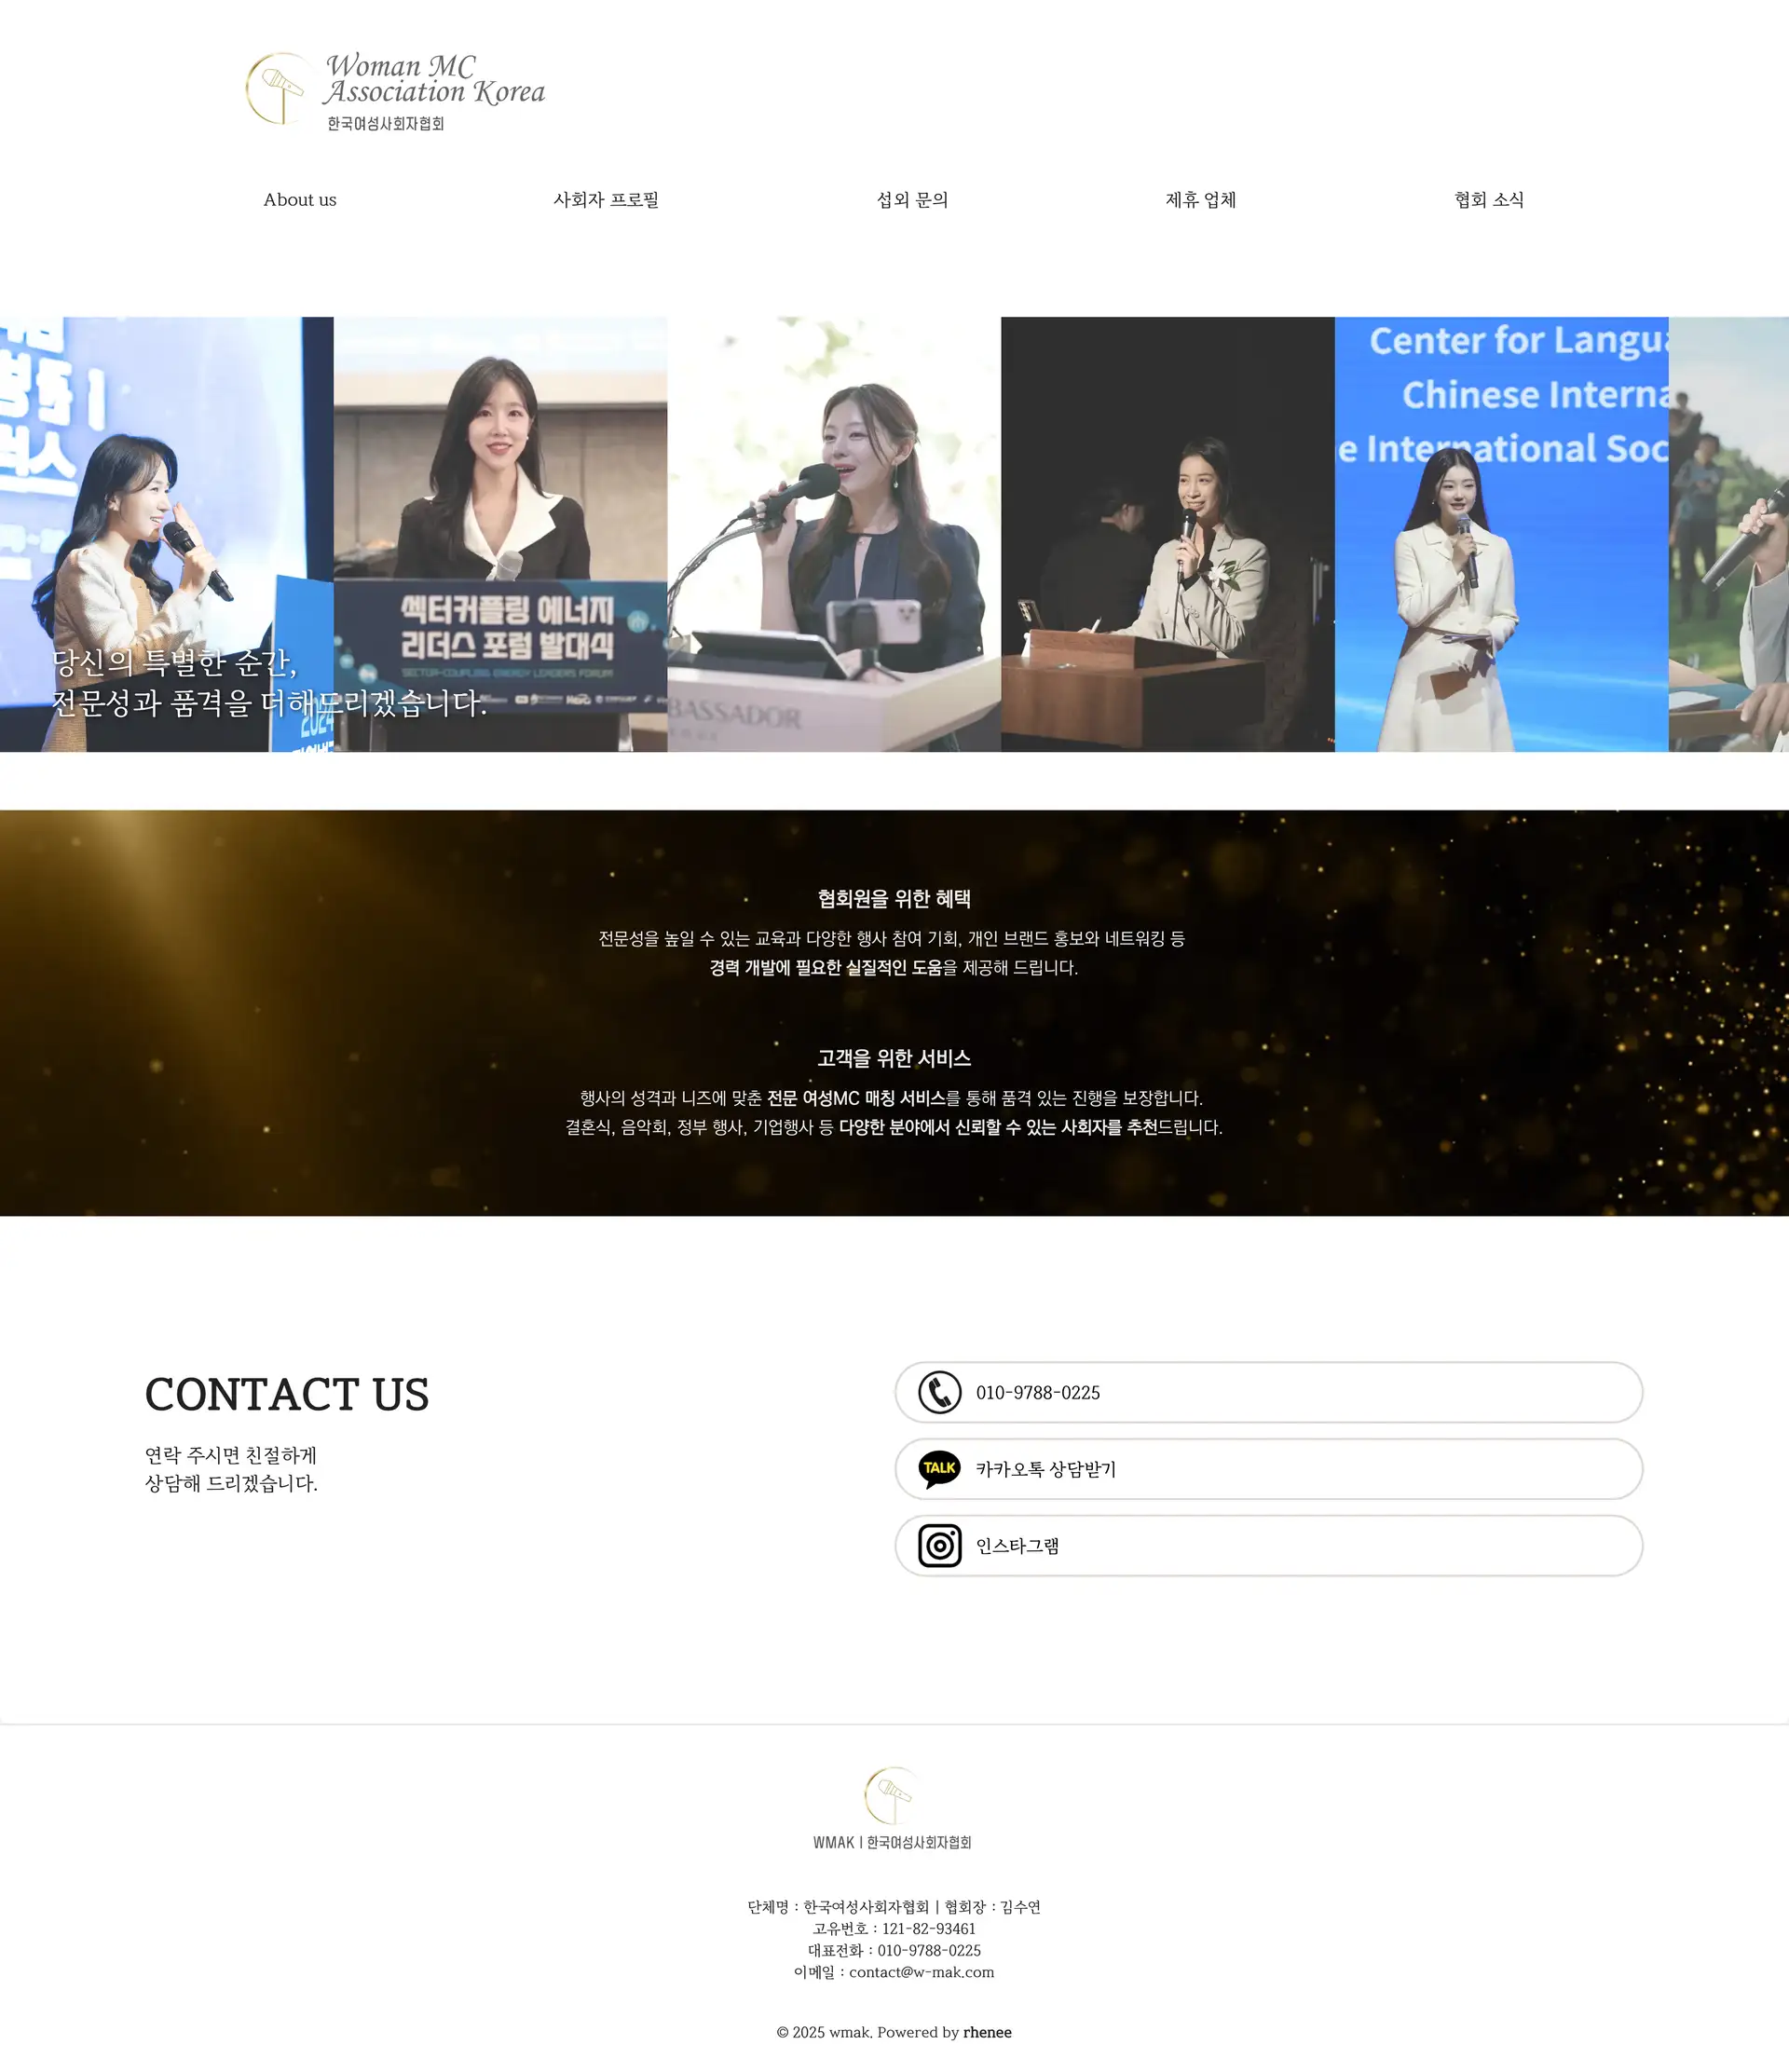 Woman MC
Association Korea
한국여성사회자협회
About us
사회자 프로필
섭외 문의
제휴 업체
협회 소식
Center for Langu
Chinese Interna
e International Soc
섹터커플링 에너지
리더스 포럼 발대식
SECTOR-COUPLING ENERGY LEADERS FORUM
BASSADOR
2024
당신의 특별한 순간,
전문성과 품격을 더해드리겠습니다.
협회원을 위한 혜택
전문성을 높일 수 있는 교육과 다양한 행사 참여 기회, 개인 브랜드 홍보와 네트워킹 등
경력 개발에 필요한 실질적인 도움을 제공해 드립니다.
고객을 위한 서비스
행사의 성격과 니즈에 맞춘 전문 여성MC 매칭 서비스를 통해 품격 있는 진행을 보장합니다.
결혼식, 음악회, 정부 행사, 기업행사 등 다양한 분야에서 신뢰할 수 있는 사회자를 추천드립니다.
CONTACT US
연락 주시면 친절하게
상담해 드리겠습니다.
010-9788-0225
TALK
카카오톡 상담받기
인스타그램
WMAK | 한국여성사회자협회
단체명 : 한국여성사회자협회 | 협회장 : 김수연
고유번호 : 121-82-93461
대표전화 : 010-9788-0225
이메일 : contact@w-mak.com
© 2025 wmak. Powered by rhenee